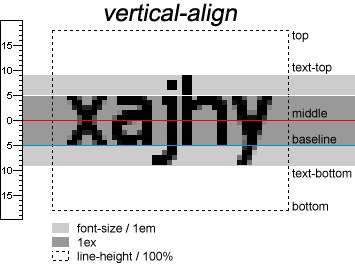 vertical-align
top
15
10
text-top
5
xajhy
middle
0
baseline
5
10
text-bottom
15
bottom
font-size / 1em
1ex
line-height / 100%